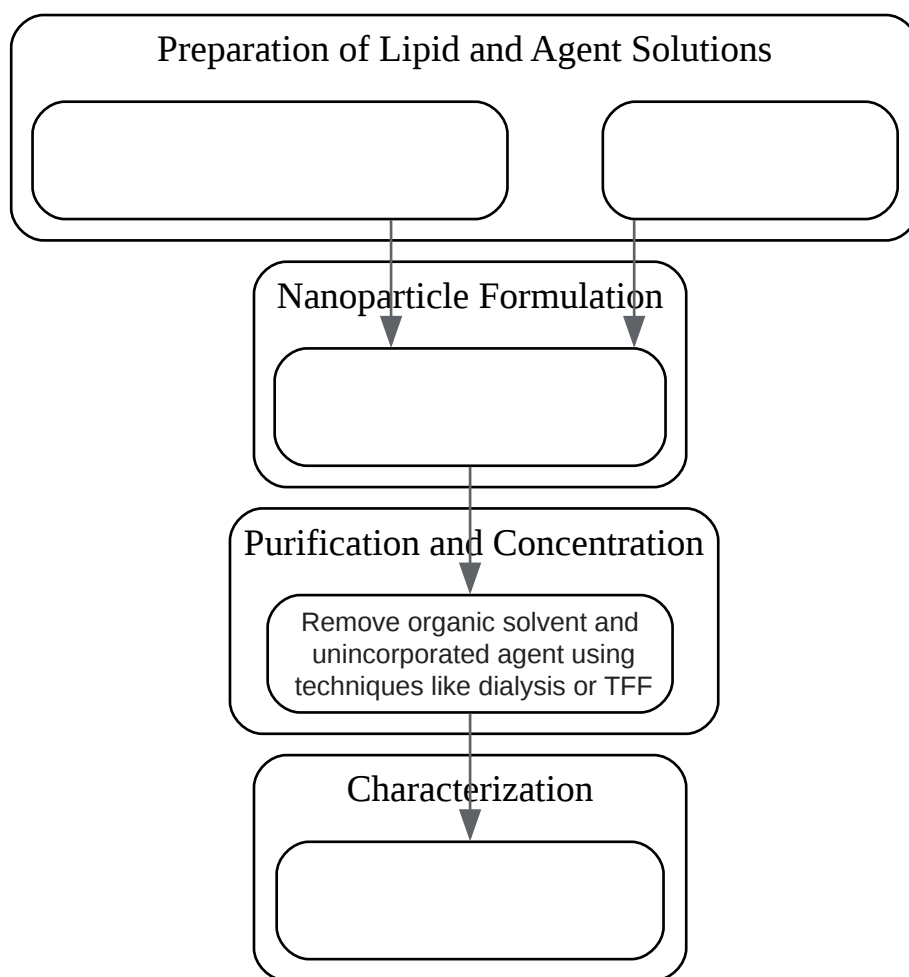 Preparation of Lipid and Agent Solutions
Nanoparticle Formulation
Purification and Concentration
Remove organic solvent and
unincorporated agent using
techniques like dialysis or TFF
Characterization